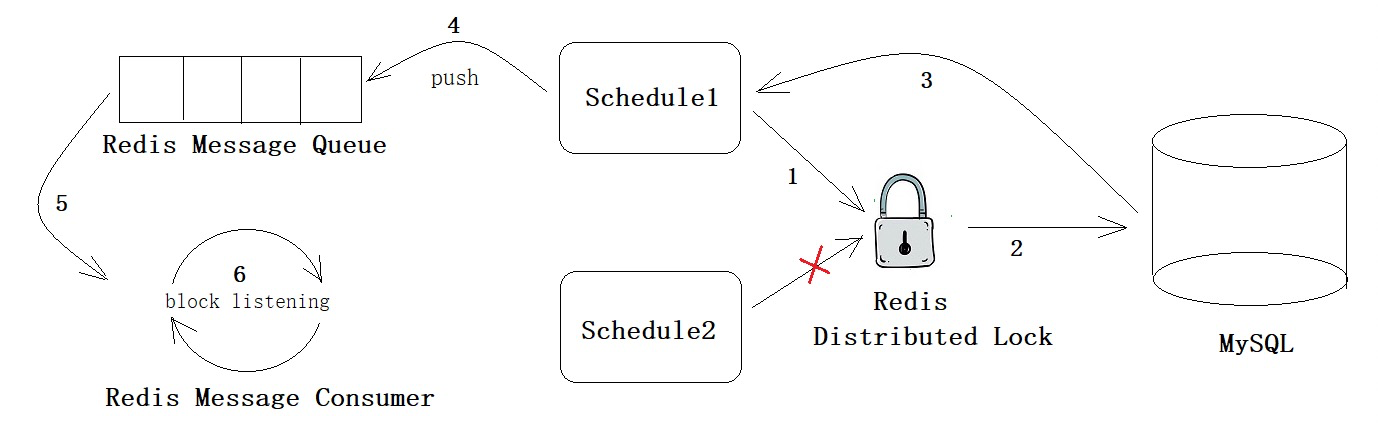 4
push
Schedule1
3
Redis Message Queue
1
5
2
6
block listening
Redis
Distributed Lock
Schedule2
MySQL
Redis Message Consumer